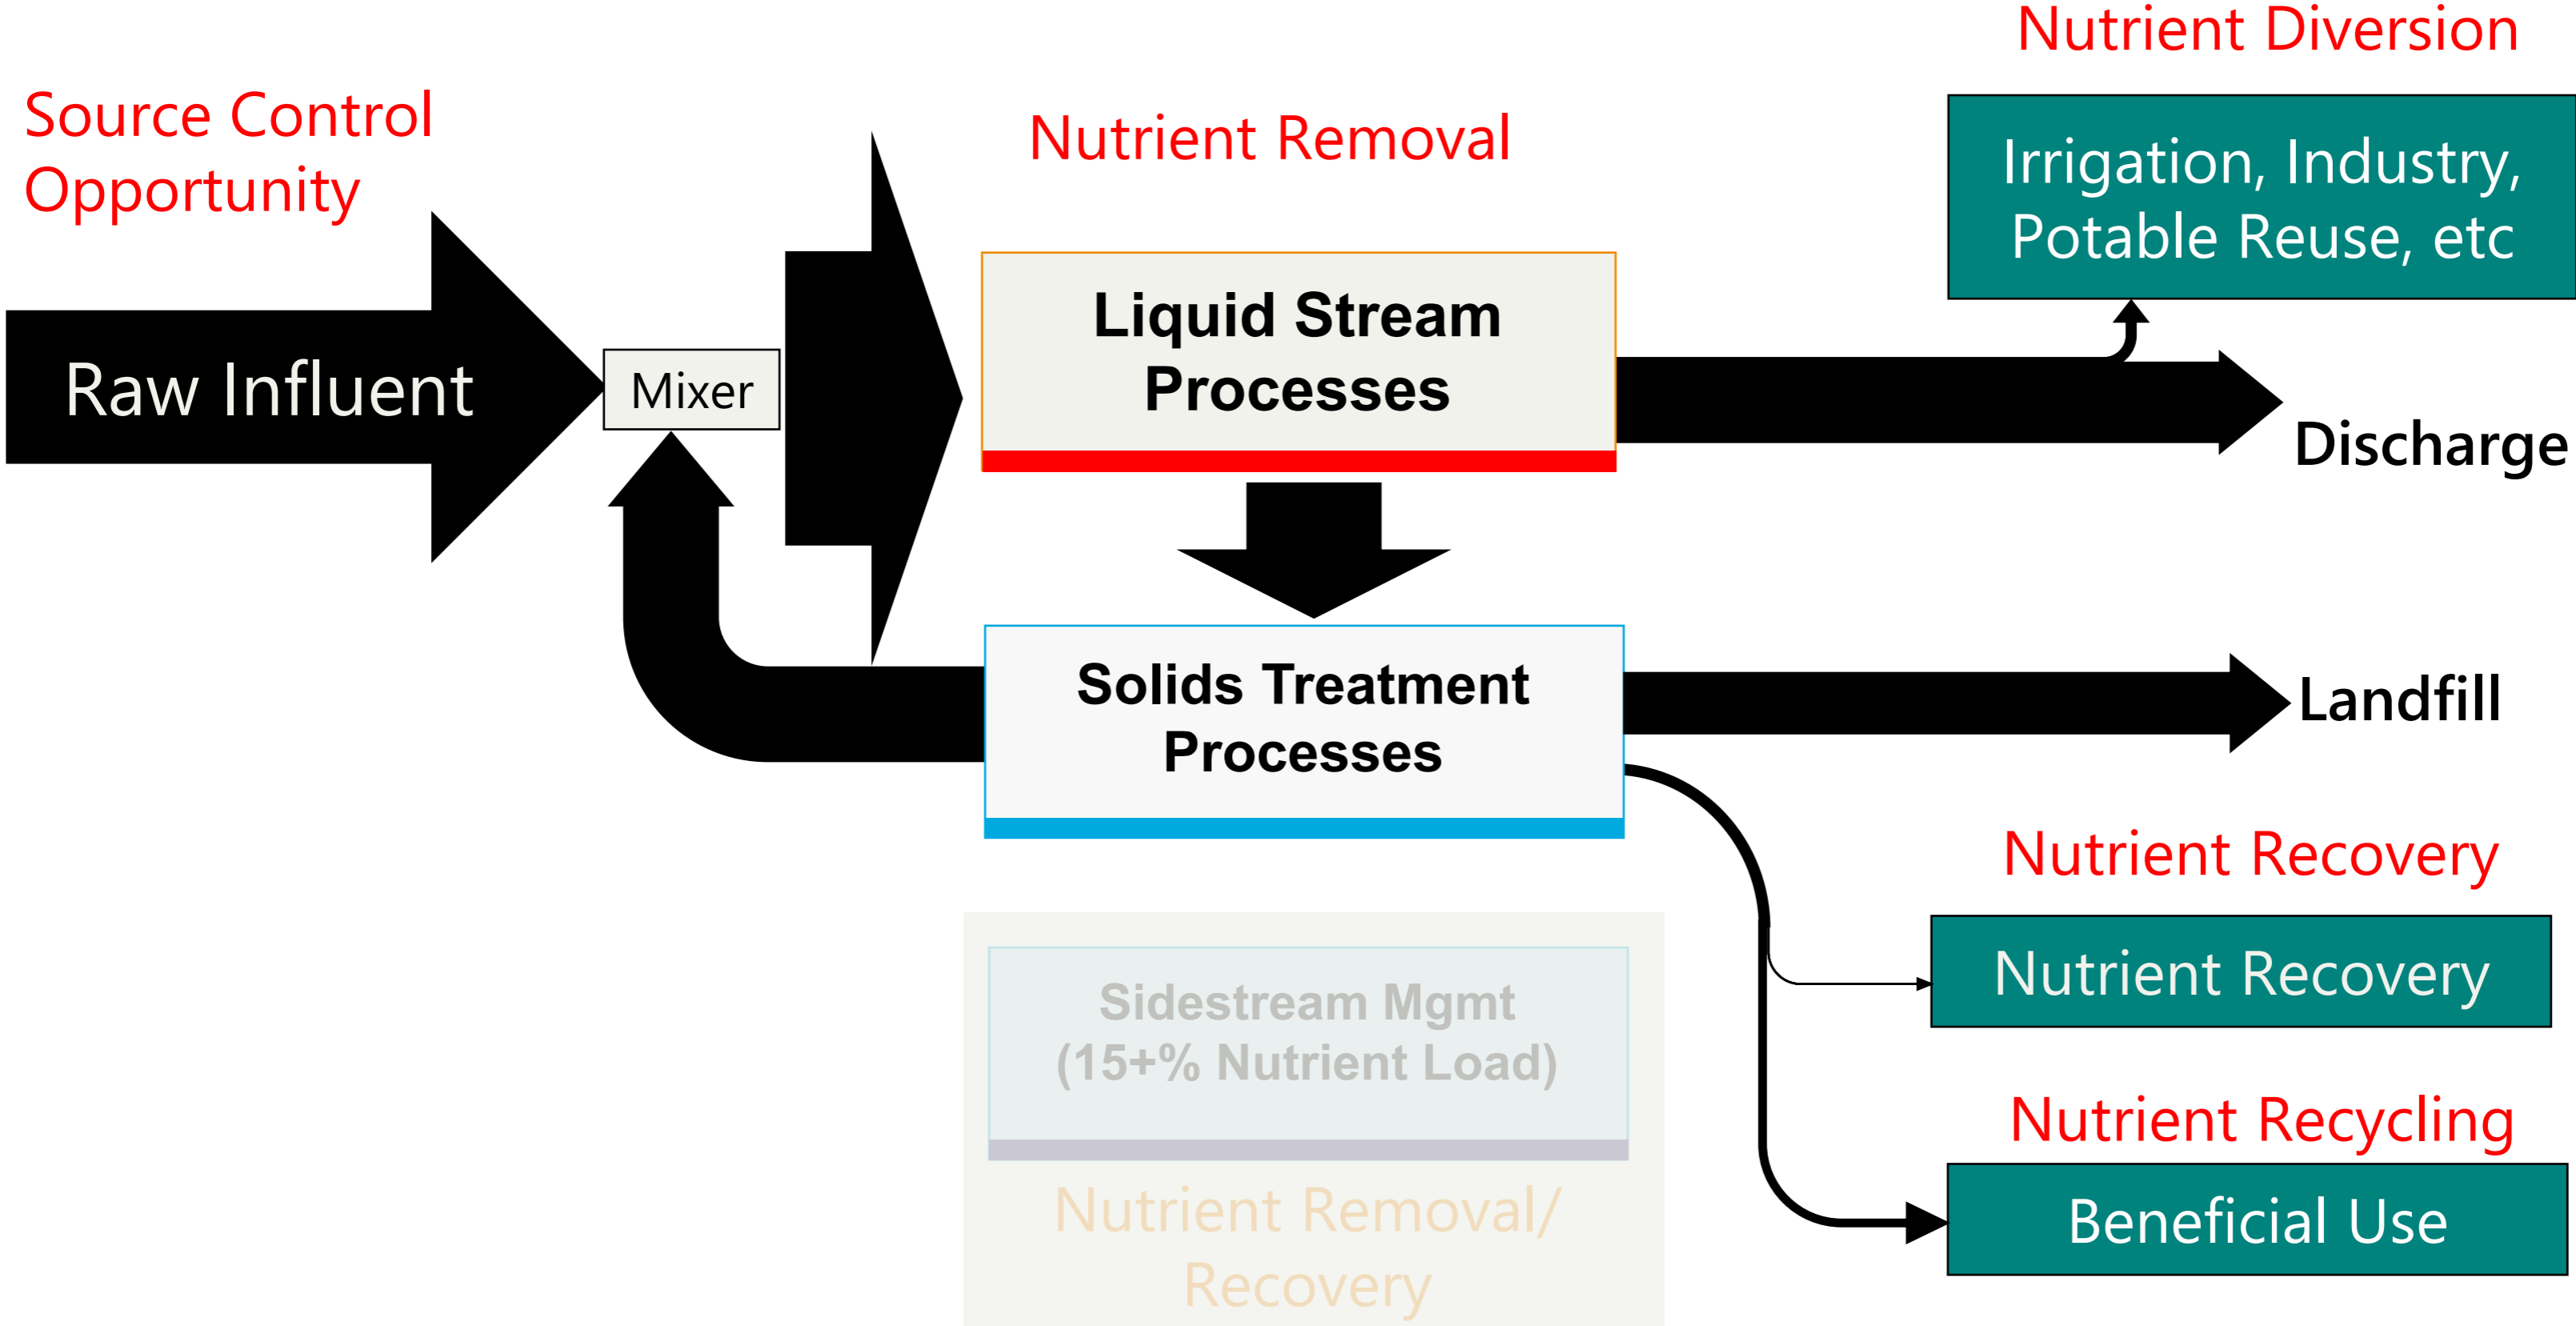 Nutrient Diversion
Source Control
Opportunity
Nutrient Removal
Irrigation, Industry,
Potable Reuse, etc
Liquid Stream
Processes
Raw Influent
Mixer
Discharge
Solids Treatment
Processes
Landfill
Nutrient Recovery
Nutrient Recovery
Sidestream Mgmt
(15+% Nutrient Load)
Nutrient Recycling
Nutrient Removal/
Recovery
Beneficial Use